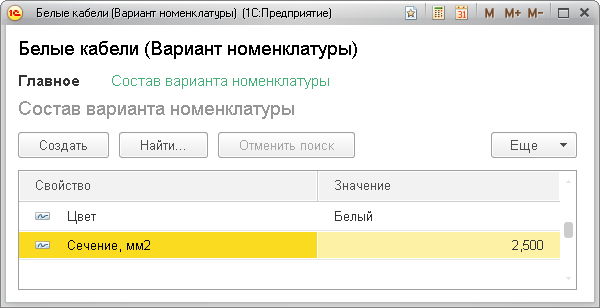 Белые кабели (Вариант номенклатуры) (1С:Предприятие)
M M+ M-
Белые кабели (Вариант номенклатуры)
Главное Состав варианта номенклатуры
Состав варианта номенклатуры
Создать Найти... Отменить поиск Еще
Свойство Значение
Цвет Белый
Сечение, мм2 2,500